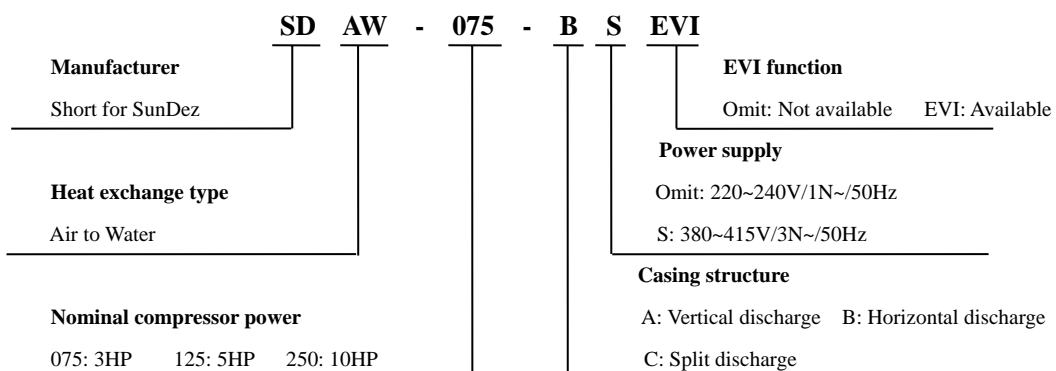 SD AW - 075 - B S EVI
Manufacturer
Short for SunDez
EVI function
Omit: Not available EVI: Available
Power supply
Omit: 220~240V/1N~/50Hz
S: 380~415V/3N~/50Hz
Heat exchange type
Air to Water
Casing structure
A: Vertical discharge B: Horizontal discharge
C: Split discharge
Nominal compressor power
075: 3HP 125: 5HP 250: 10HP